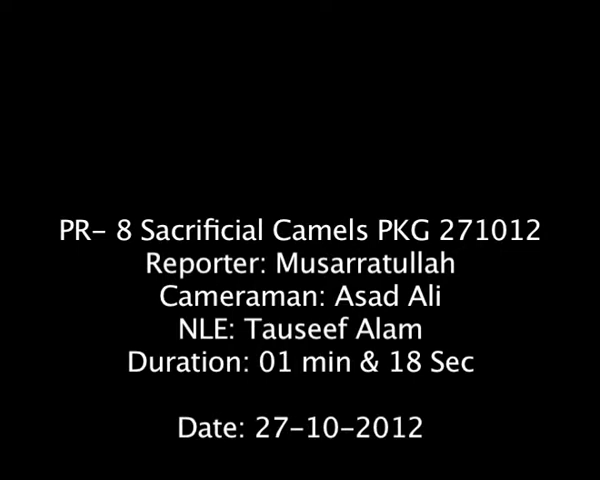 PR- 8 Sacrificial Camels PKG 271012
Reporter: Musarratullah
Cameraman: Asad Ali
NLE: Tauseef Alam
Duration: 01 min & 18 Sec
Date: 27-10-2012